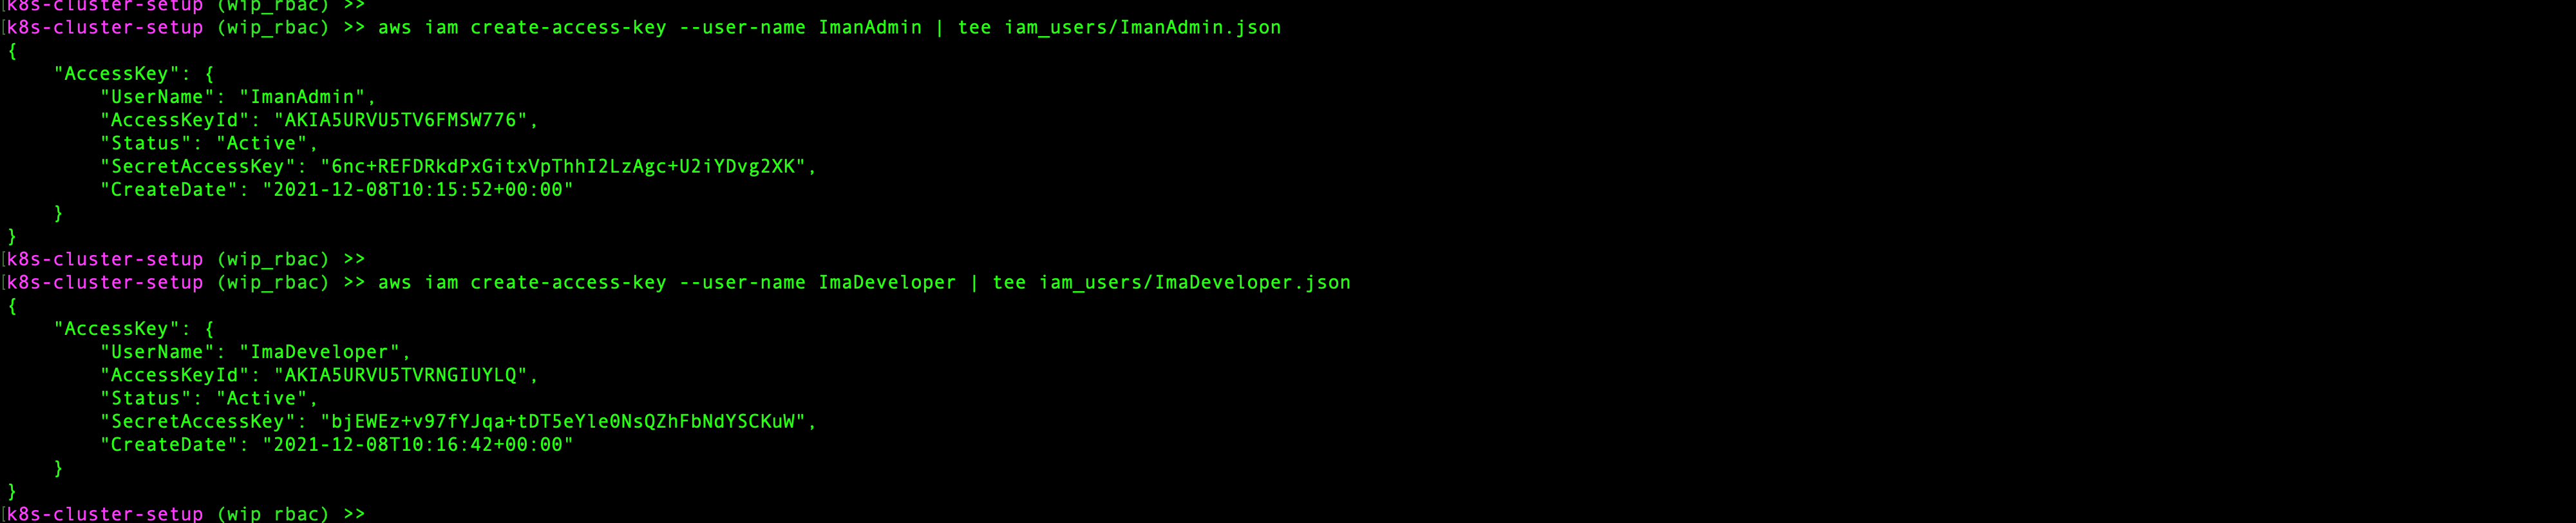 k8s-cluster-setup (wip_rbac) >>
[k8s-cluster-setup (wip_rbac) >> aws iam create-access-key --user-name ImanAdmin | tee iam_users/ImanAdmin.json
{
    "AccessKey": {
        "UserName": "ImanAdmin",
        "AccessKeyId": "AKIA5URVU5TV6FMSW776",
        "Status": "Active",
        "SecretAccessKey": "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",
        "CreateDate": "2021-12-08T10:15:52+00:00"
    }
}
[k8s-cluster-setup (wip_rbac) >>
[k8s-cluster-setup (wip_rbac) >> aws iam create-access-key --user-name ImaDeveloper | tee iam_users/ImaDeveloper.json
{
    "AccessKey": {
        "UserName": "ImaDeveloper",
        "AccessKeyId": "AKIA5URVU5TVRNGIUYLQ",
        "Status": "Active",
        "SecretAccessKey": "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",
        "CreateDate": "2021-12-08T10:16:42+00:00"
    }
}
[k8s-cluster-setup (wip_rbac) >>